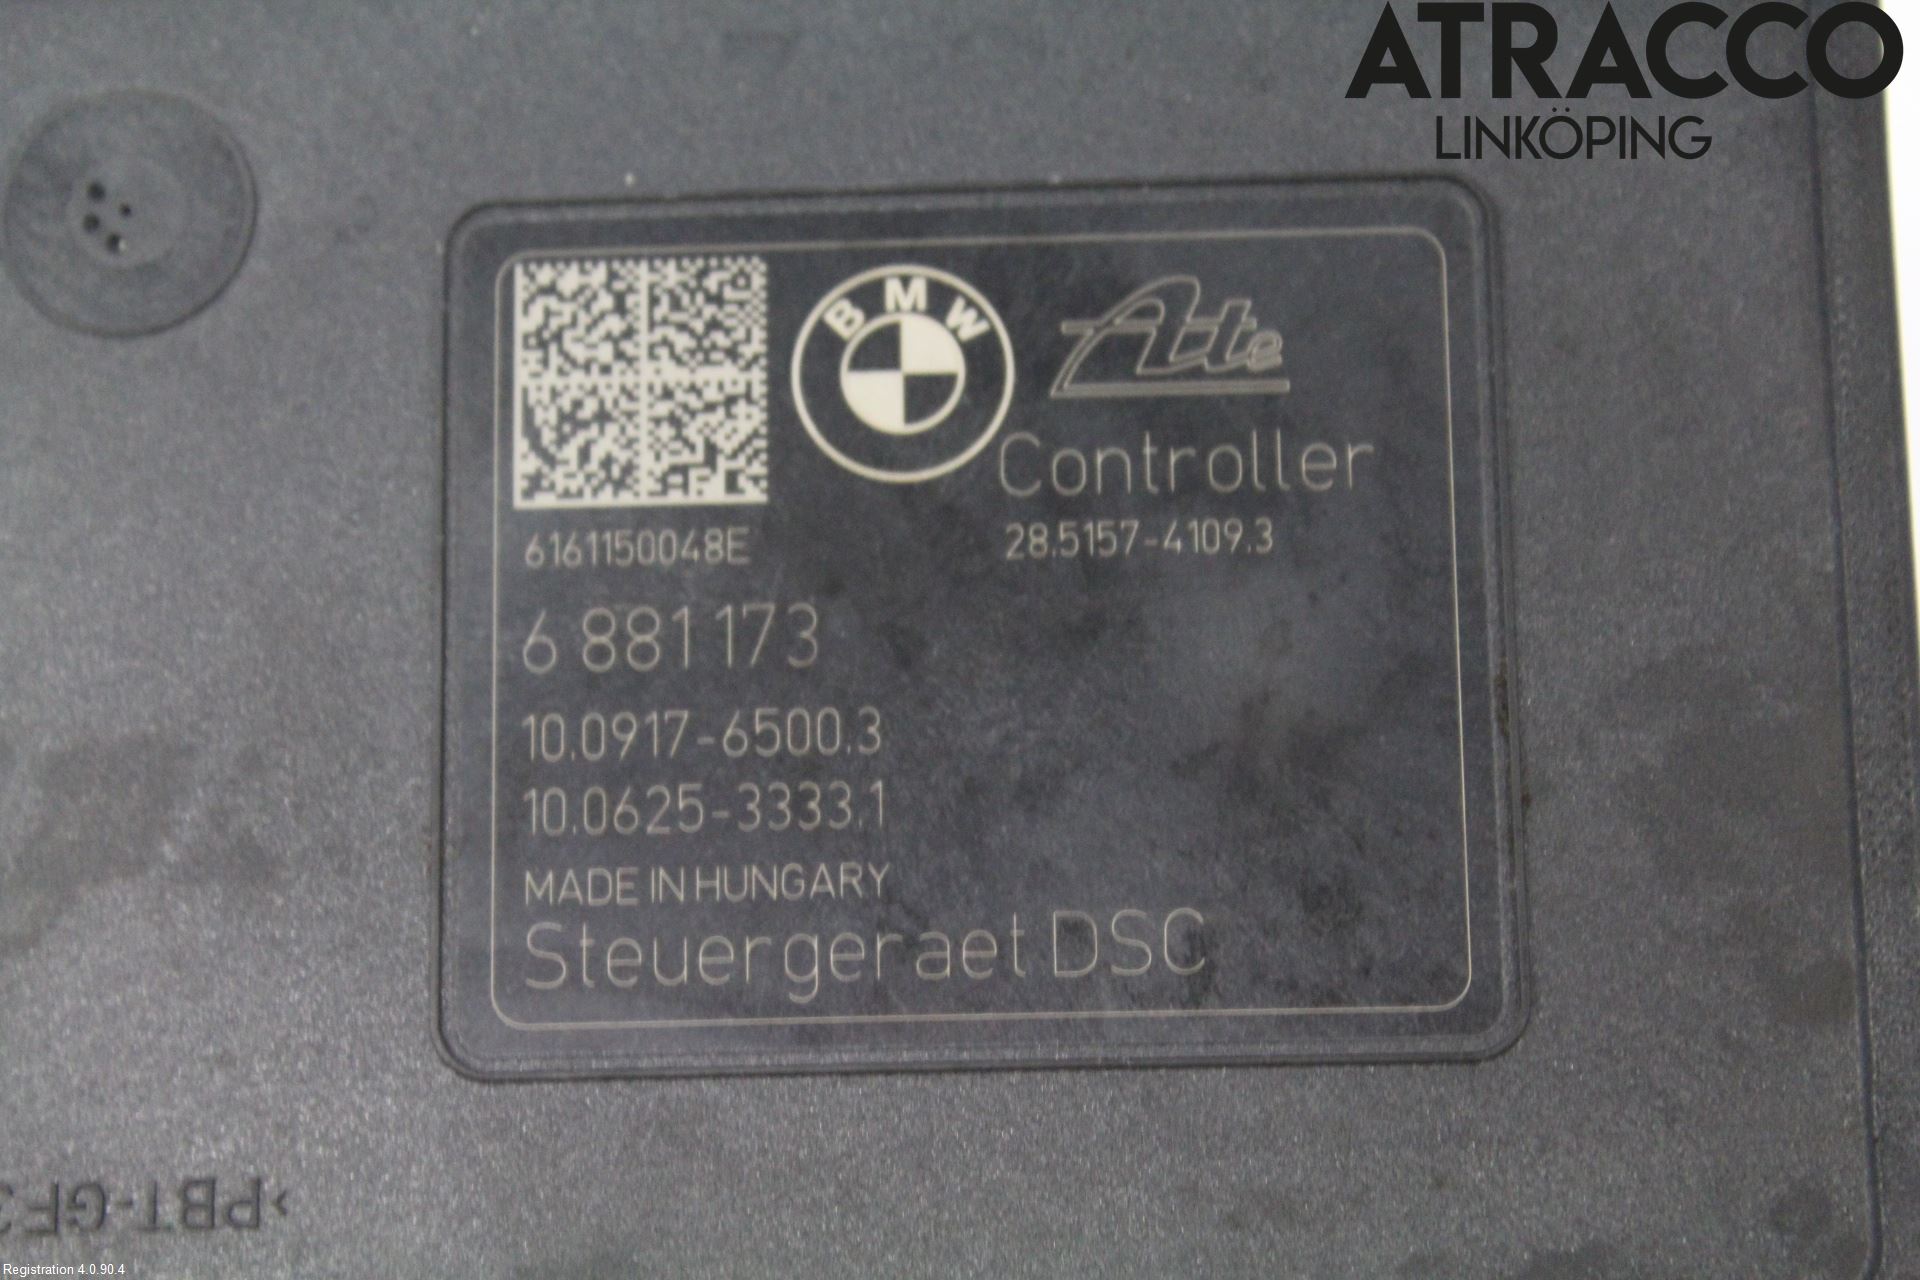 ATRACCO
LINKÖPING
BMW
Ate
Controller
6161150048E
28.5157-4109.3
6 881 173
10.0917-6500.3
10.0625-3333.1
MADE IN HUNGARY
Steuergeraet DSC
>PBT-GF3
Registration 4.0.90.4